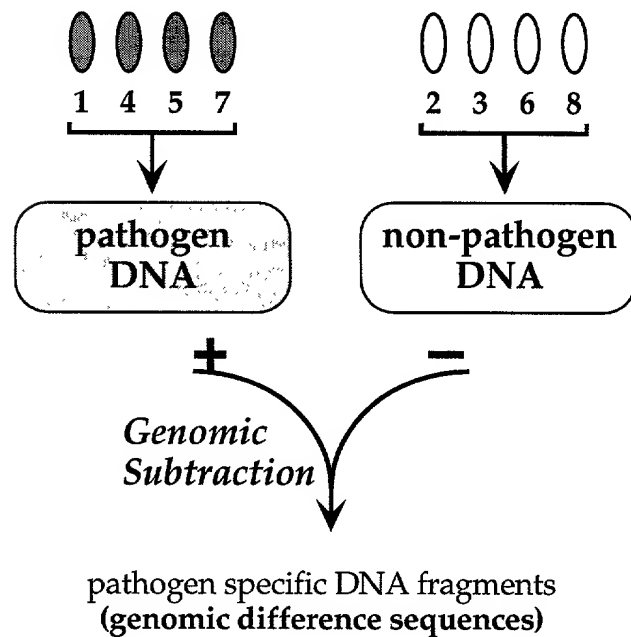 1 4 5 7
2 3 6 8
pathogen
DNA
non-pathogen
DNA
+
−
Genomic
Subtraction
pathogen specific DNA fragments
(genomic difference sequences)